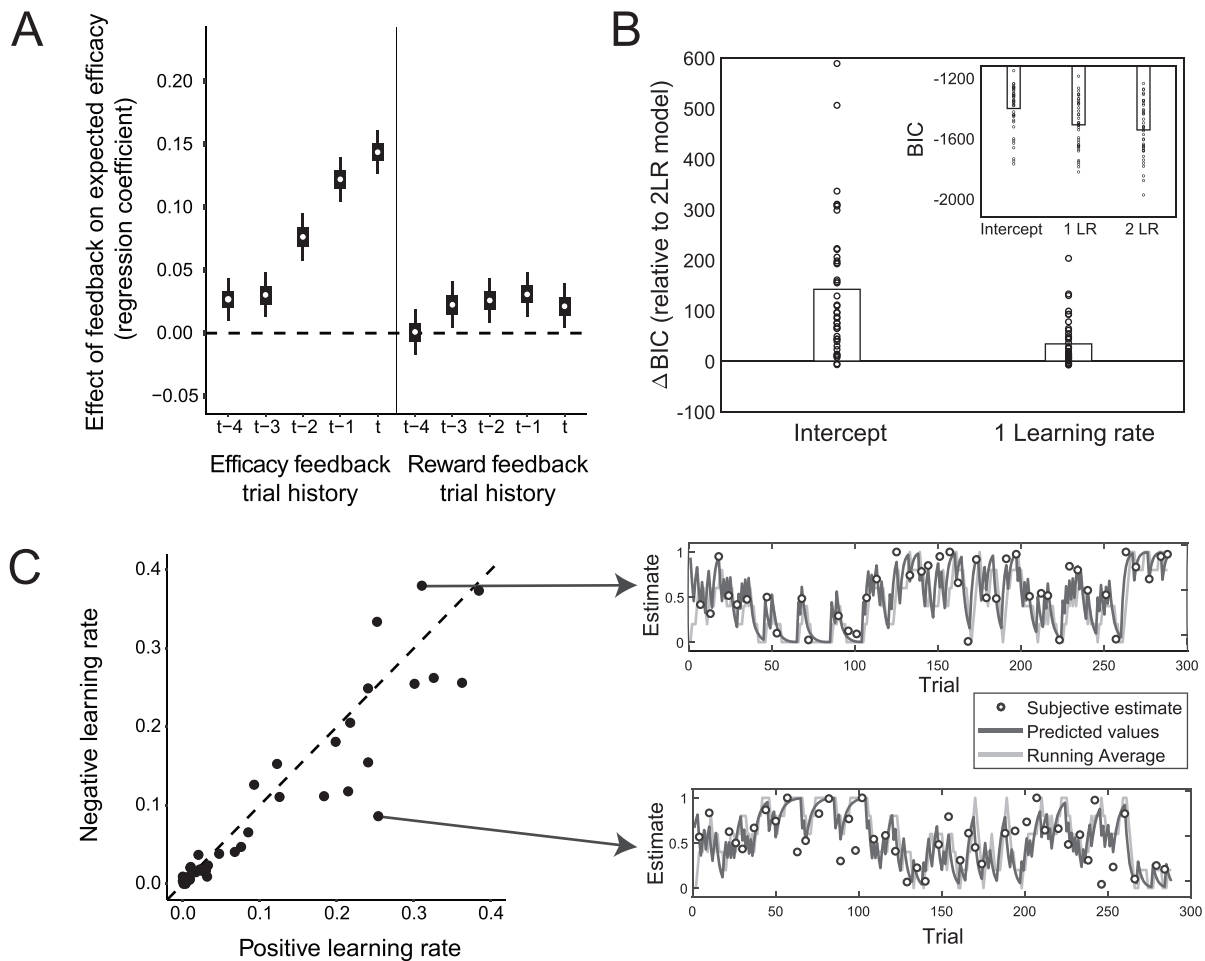 A
Effect of feedback on expected efficacy
(regression coefficient)
0.20
0.15
0.10
0.05
0.00
−0.05
t−4 t−3 t−2 t−1 t t−4 t−3 t−2 t−1 t
Efficacy feedback
trial history
Reward feedback
trial history
B
Δ BIC (relative to 2LR model)
600
500
400
300
200
100
0
-100
Intercept 1 Learning rate
BIC
-1200
-1600
-2000
Intercept 1 LR 2 LR
C
Negative learning rate
0.4
0.3
0.2
0.1
0.0
0.0 0.1 0.2 0.3 0.4
Positive learning rate
Estimate
1
0.5
0
0 50 100 150 200 250 300
Trial
Subjective estimate
Predicted values
Running Average
Estimate
1
0.5
0
0 50 100 150 200 250 300
Trial